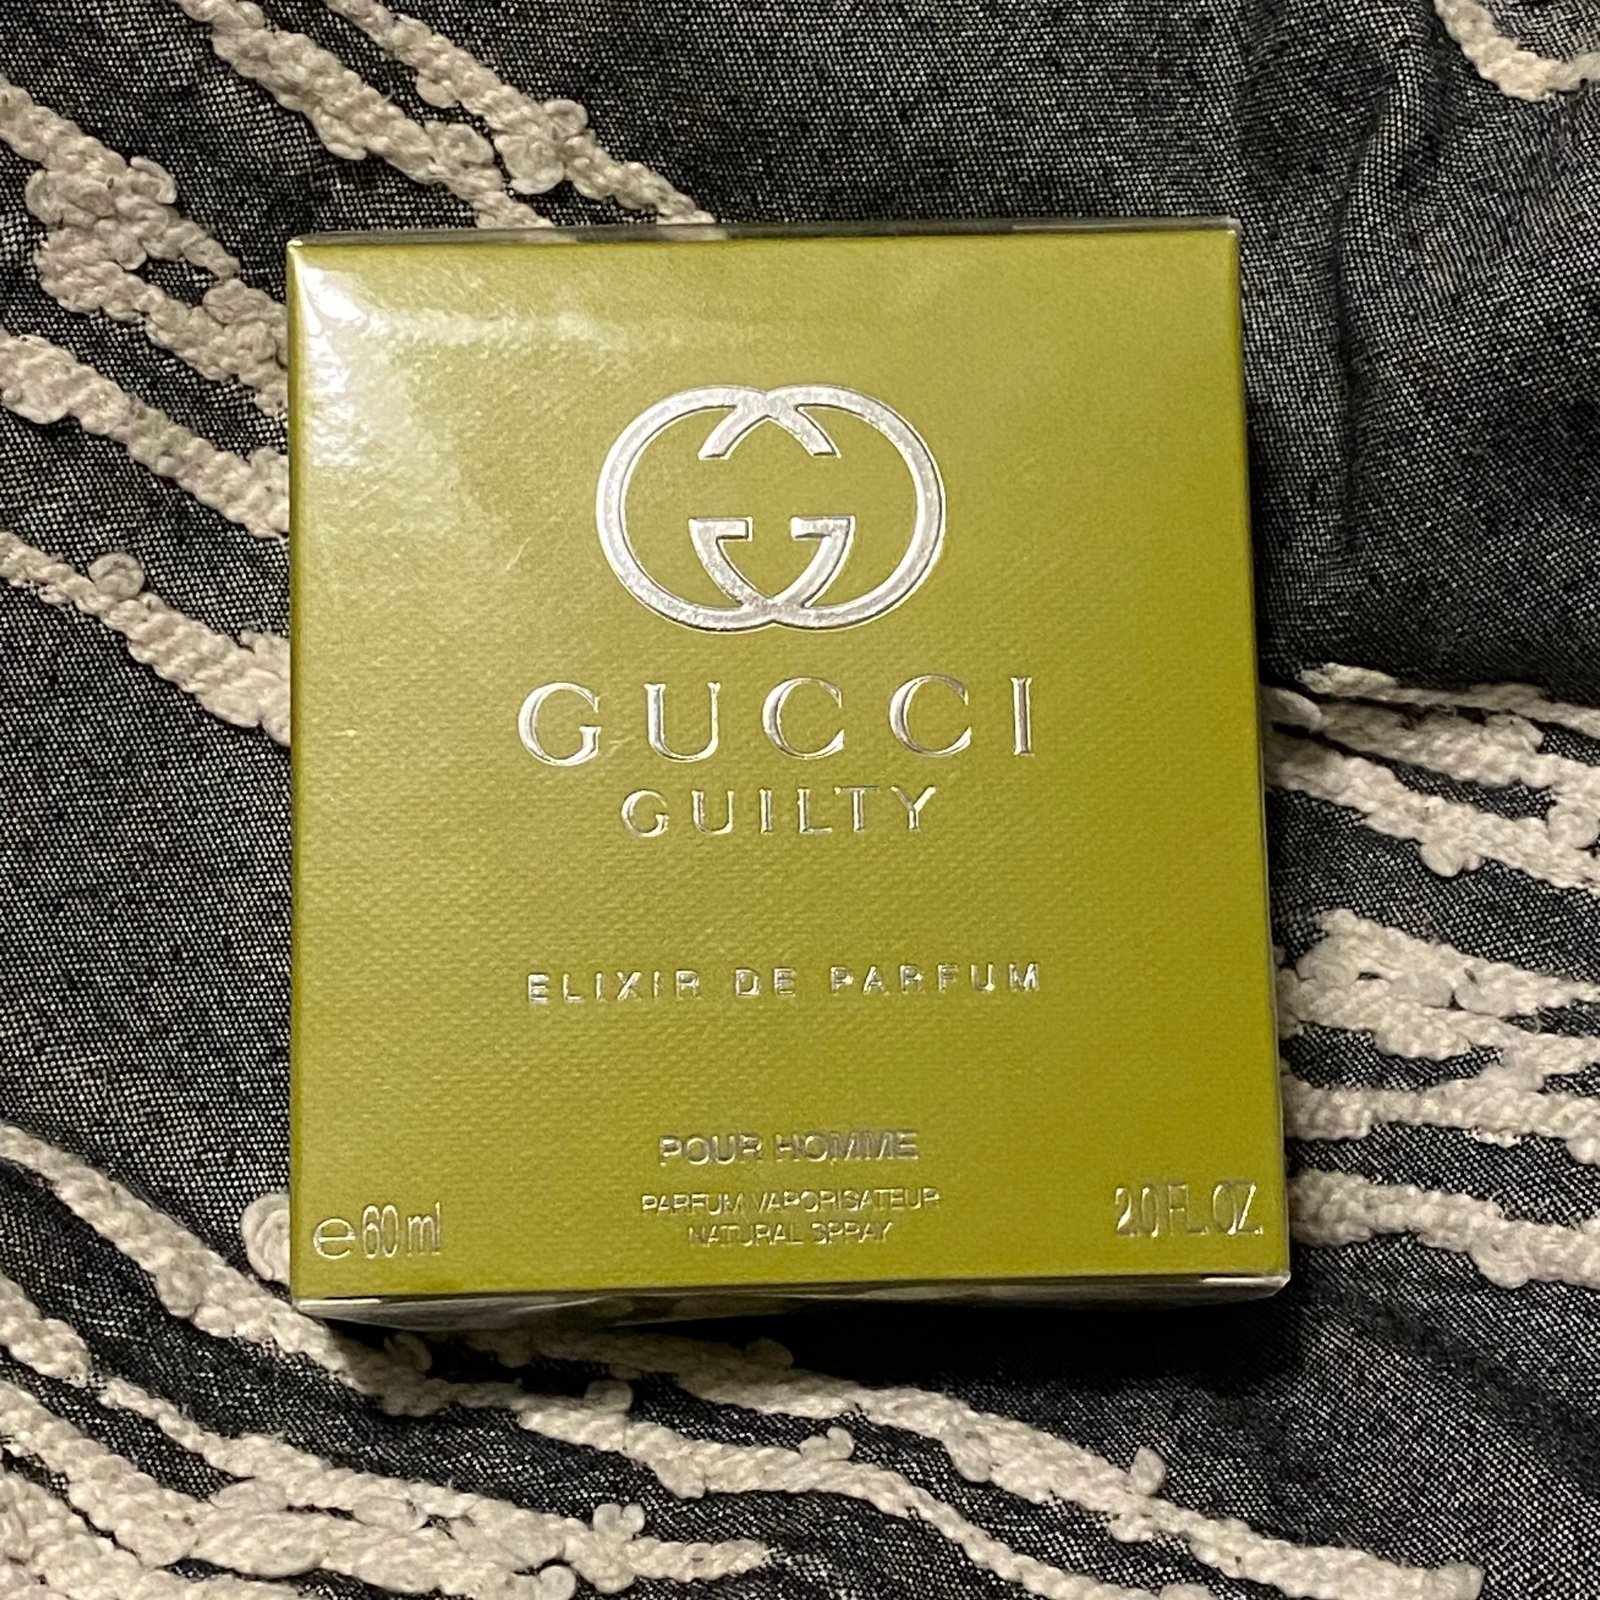 GUCCI
GUILTY
ELIXIR DE PARFUM
POUR HOMME
PARFUM VAPORISATEUR
NATURAL SPRAY
℮60 ml
2.0 FL. OZ.